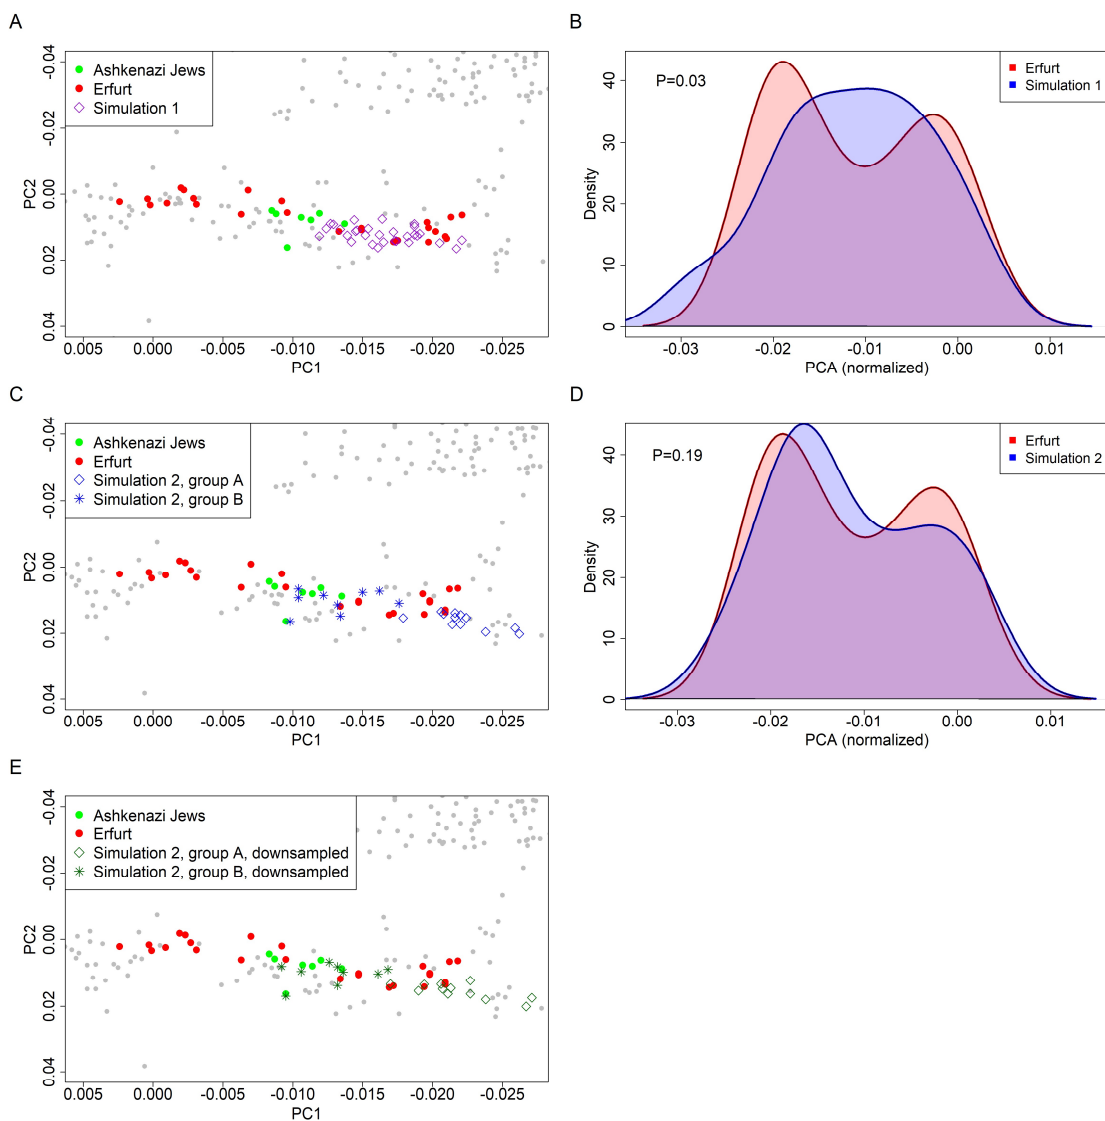 A
-0.04
-0.02
0.00
0.02
0.04
PC2
Ashkenazi Jews
Erfurt
Simulation 1
0.005
0.000
-0.005
-0.010
-0.015
-0.020
-0.025
PC1
B
P=0.03
Erfurt
Simulation 1
40
30
20
10
0
Density
-0.03
-0.02
-0.01
0.00
0.01
PCA (normalized)
C
-0.04
-0.02
0.00
0.02
0.04
PC2
Ashkenazi Jews
Erfurt
Simulation 2, group A
Simulation 2, group B
0.005
0.000
-0.005
-0.010
-0.015
-0.020
-0.025
PC1
D
P=0.19
Erfurt
Simulation 2
40
30
20
10
0
Density
-0.03
-0.02
-0.01
0.00
0.01
PCA (normalized)
E
-0.04
-0.02
0.00
0.02
0.04
PC2
Ashkenazi Jews
Erfurt
Simulation 2, group A, downsampled
Simulation 2, group B, downsampled
0.005
0.000
-0.005
-0.010
-0.015
-0.020
-0.025
PC1